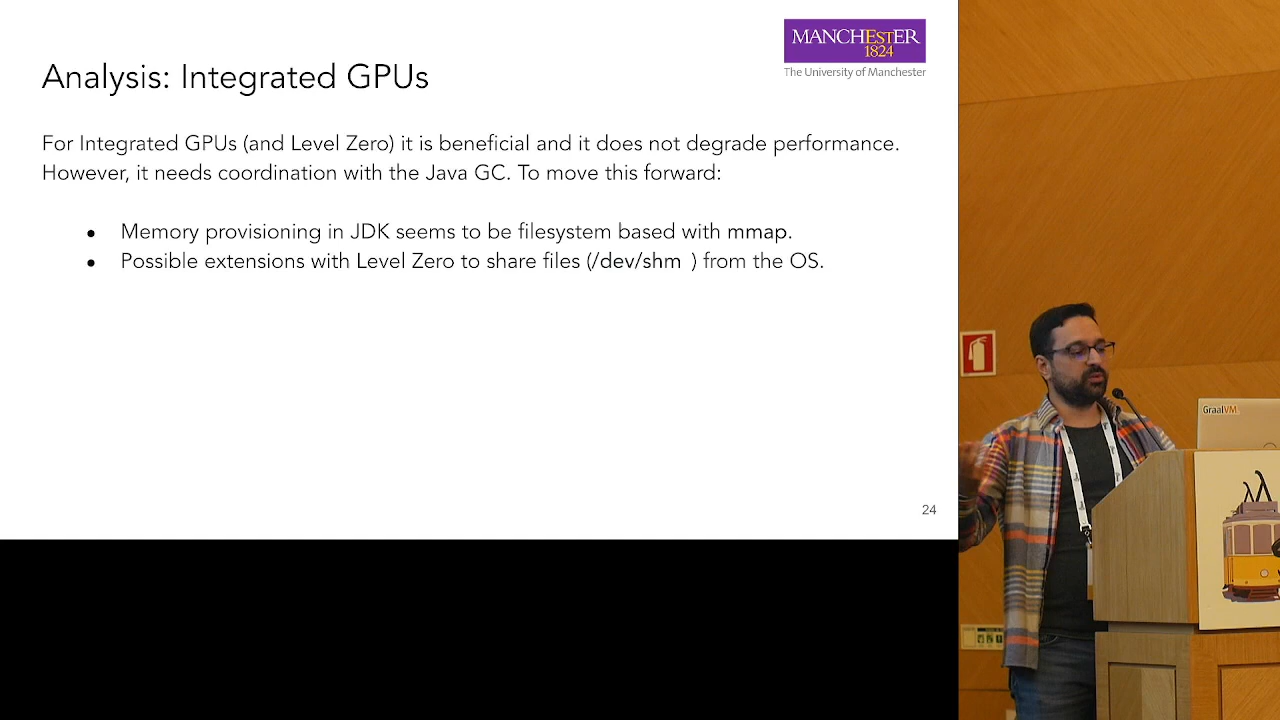 MANCHESTER
1824
The University of Manchester
Analysis: Integrated GPUs
For Integrated GPUs (and Level Zero) it is beneficial and it does not degrade performance.
However, it needs coordination with the Java GC. To move this forward:
● Memory provisioning in JDK seems to be filesystem based with mmap.
● Possible extensions with Level Zero to share files (/dev/shm ) from the OS.
24
GraalVM